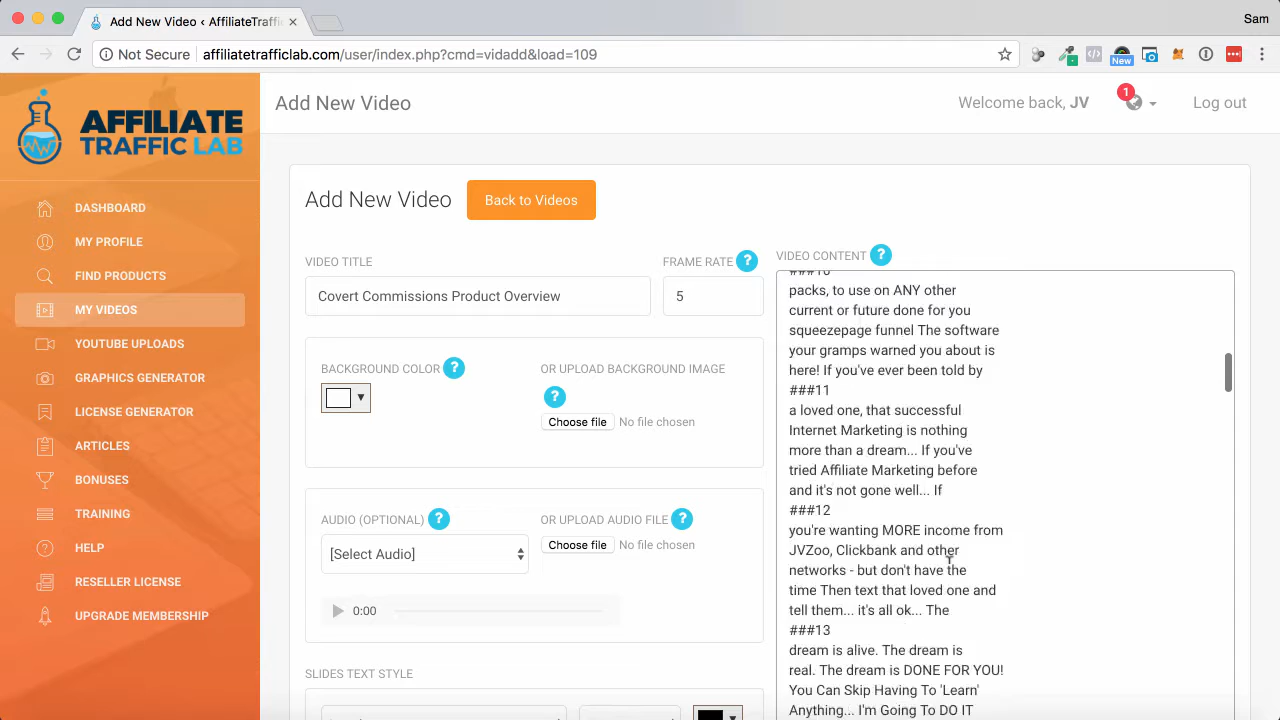 Add New Video < AffiliateTraffi
Sam
Not Secure
affiliatetrafficlab.com/user/index.php?cmd=vidadd&load=109
New
AFFILIATE
TRAFFIC LAB
Add New Video
Welcome back, JV
1
Log out
DASHBOARD
MY PROFILE
FIND PRODUCTS
MY VIDEOS
YOUTUBE UPLOADS
GRAPHICS GENERATOR
LICENSE GENERATOR
ARTICLES
BONUSES
TRAINING
HELP
RESELLER LICENSE
UPGRADE MEMBERSHIP
Add New Video
Back to Videos
VIDEO TITLE
FRAME RATE ?
Covert Commissions Product Overview
5
BACKGROUND COLOR ?
OR UPLOAD BACKGROUND IMAGE
?
Choose file No file chosen
AUDIO (OPTIONAL) ?
OR UPLOAD AUDIO FILE ?
[Select Audio]
Choose file No file chosen
0:00
SLIDES TEXT STYLE
VIDEO CONTENT ?
###10
packs, to use on ANY other
current or future done for you
squeezepage funnel The software
your gramps warned you about is
here! If you've ever been told by
###11
a loved one, that successful
Internet Marketing is nothing
more than a dream... If you've
tried Affiliate Marketing before
and it's not gone well... If
###12
you're wanting MORE income from
JVZoo, Clickbank and other
networks - but don't have the
time Then text that loved one and
tell them... it's all ok... The
###13
dream is alive. The dream is
real. The dream is DONE FOR YOU!
You Can Skip Having To 'Learn'
Anything... I'm Going To DO IT